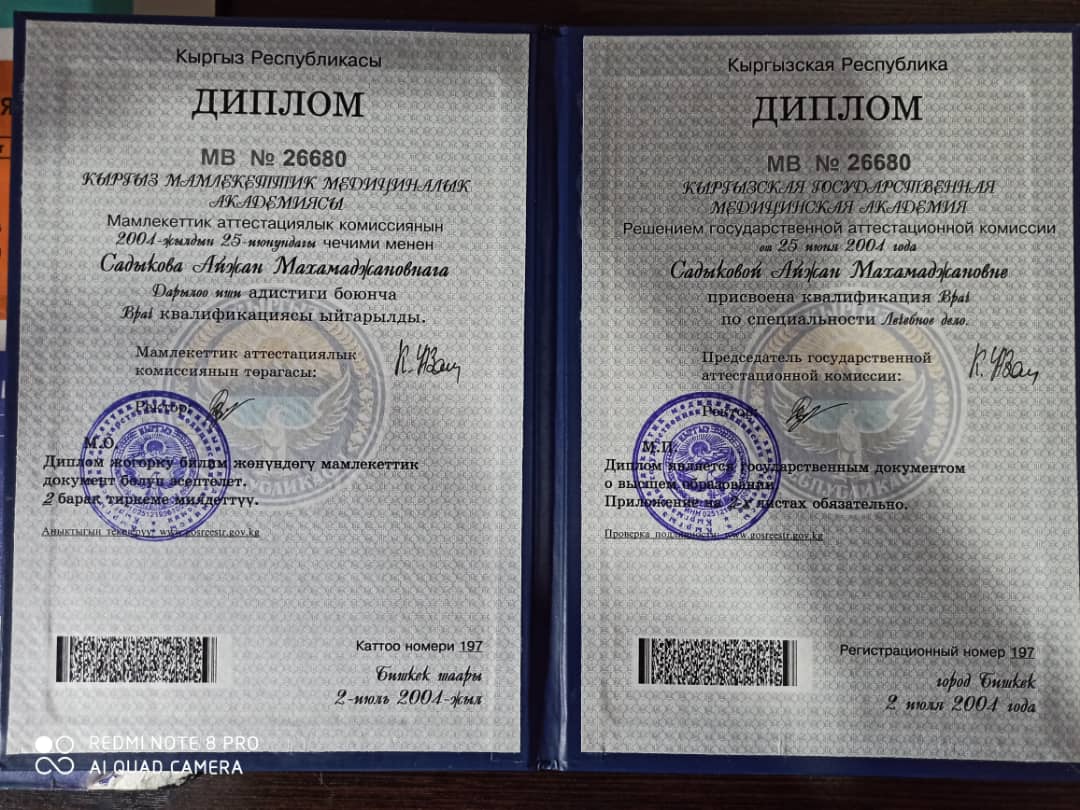 Кыргыз Республикасы
ДИПЛОМ
МВ № 26680
КЫРГЫЗ МАМЛЕКЕТТИК МЕДИЦИНАЛЫК
АКАДЕМИЯСЫ
Мамлекеттик аттестациялык комиссиянын
2001-жылдын 25-июнундагы чечими менен
Садыкова Айжан Махамаджановнага
Дарылоо иши адистиги боюнча
Врач квалификациясы ыйгарылды.
Мамлекеттик аттестациялык
комиссиянын төрагасы:
Ректор:
М.О.
Диплом жогорку билим жөнүндөгү мамлекеттик
документ болуп эсептелет.
2 барак тиркеме милдеттүү.
Аныктыгын текшерүү: www.gosreestr.gov.kg
Каттоо номери 197
Бишкек шаары
2-июль 2001-жыл
Кыргызская Республика
ДИПЛОМ
МВ № 26680
КЫРГЫЗСКАЯ ГОСУДАРСТВЕННАЯ
МЕДИЦИНСКАЯ АКАДЕМИЯ
Решением государственной аттестационной комиссии
от 25 июня 2001 года
Садыковой Айжан Махамаджановне
присвоена квалификация Врач
по специальности Лечебное дело.
Председатель государственной
аттестационной комиссии:
Ректор:
М.П.
Диплом является государственным документом
о высшем образовании.
Приложение на 2-х листах обязательно.
Проверка подлинности: www.gosreestr.gov.kg
Регистрационный номер 197
город Бишкек
2 июля 2001 года
REDMI NOTE 8 PRO
AI QUAD CAMERA